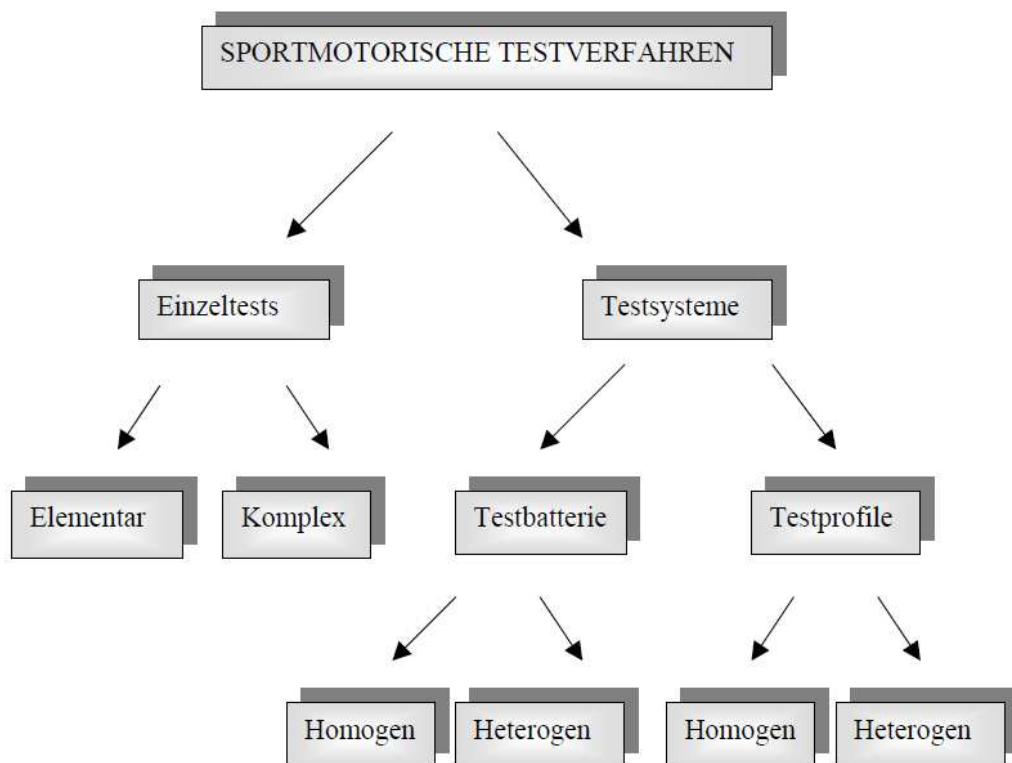 SPORTMOTORISCHE TESTVERFAHREN
Einzeltests
Testsysteme
Elementar
Komplex
Testbatterie
Testprofile
Homogen
Heterogen
Homogen
Heterogen